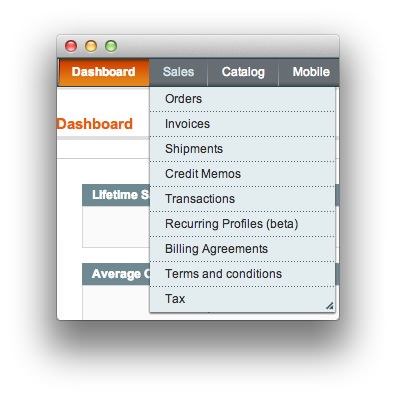 Dashboard Sales Catalog Mobile
Orders
Dashboard
Invoices
Shipments
Credit Memos
Lifetime
Transactions
Recurring Profiles (beta)
Billing Agreements
Average
Terms and conditions
Tax